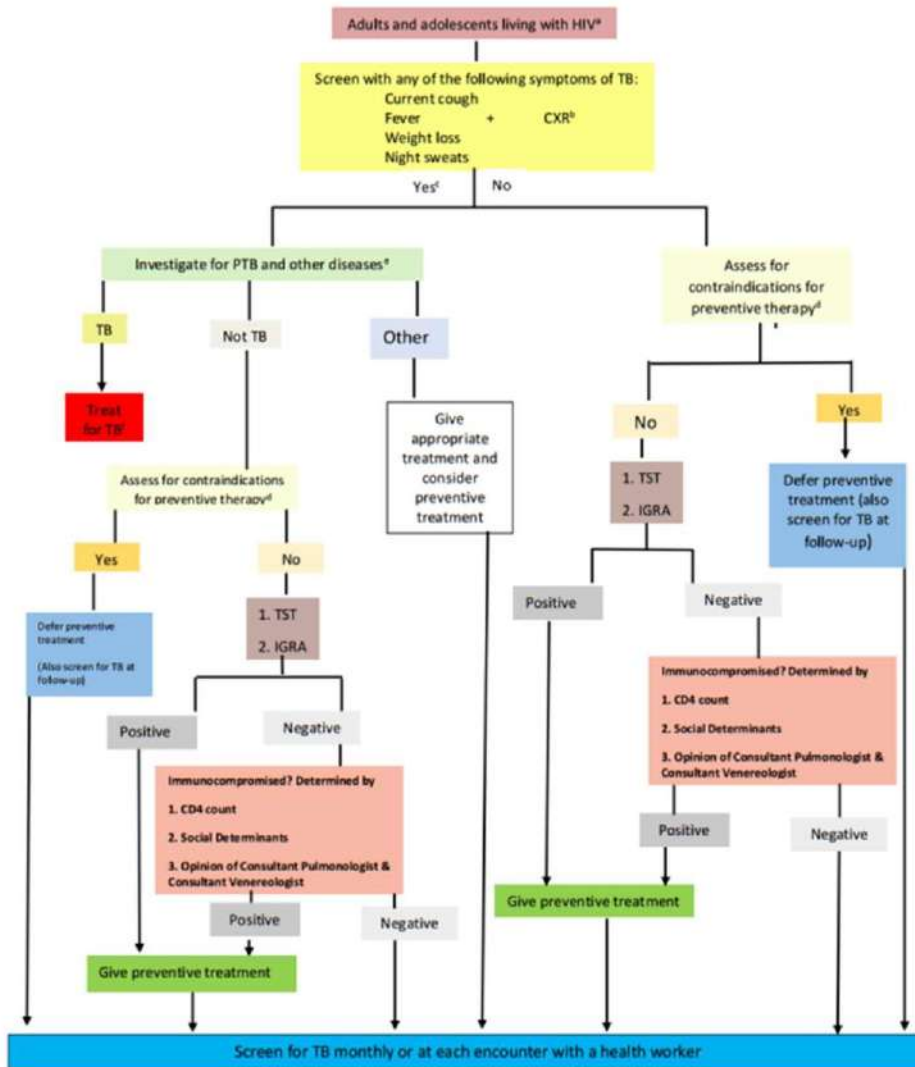 Adults and adolescents living with HIVᵃ
Screen with any of the following symptoms of TB:
Current cough
Fever + CXRᵇ
Weight loss
Night sweats
Yesᶜ No
Investigate for PTB and other diseasesᵉ
Assess for
contraindications for
preventive therapyᵈ
TB
Not TB
Other
No
Yes
Treat
for TBᶠ
Give
appropriate
treatment and
consider
preventive
treatment
1. TST
2. IGRA
Defer preventive
treatment (also
screen for TB at
follow-up)
Assess for contraindications
for preventive therapyᵈ
Yes
No
Positive
Negative
Defer preventive
treatment
(Also screen for TB at
follow-up)
1. TST
2. IGRA
Immunocompromised? Determined by
1. CD4 count
2. Social Determinants
3. Opinion of Consultant Pulmonologist &
Consultant Venereologist
Positive
Negative
Immunocompromised? Determined by
1. CD4 count
2. Social Determinants
3. Opinion of Consultant Pulmonologist &
Consultant Venereologist
Positive
Negative
Give preventive treatment
Positive
Negative
Give preventive treatment
Screen for TB monthly or at each encounter with a health worker